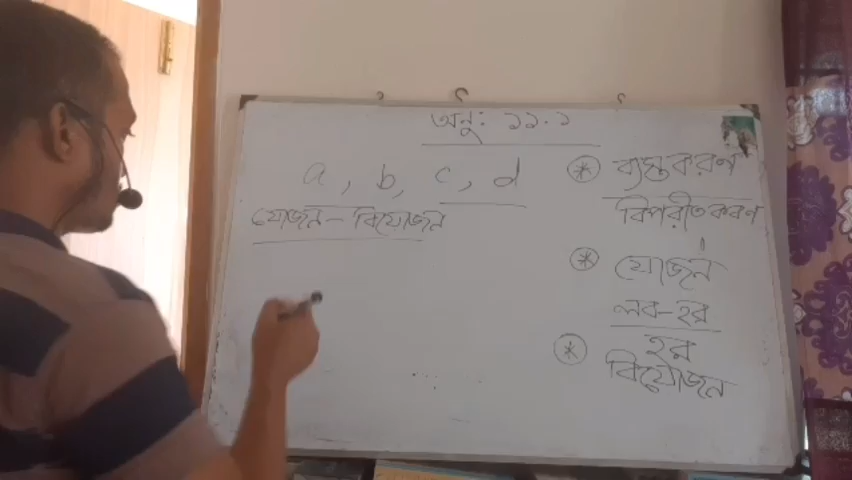 অনু: ১১.১
a, b, c, d
যোজন-বিয়োজন
* ব্যস্তকরণ
বিপরীতকরণ
* যোজন
লব-হর
হর
* বিয়োজন